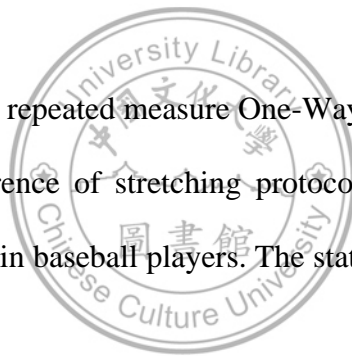 repeated measure One-Way
rence of stretching protoco
in baseball players. The stat
University Library
中國文化大學
圖書館
Chinese Culture University